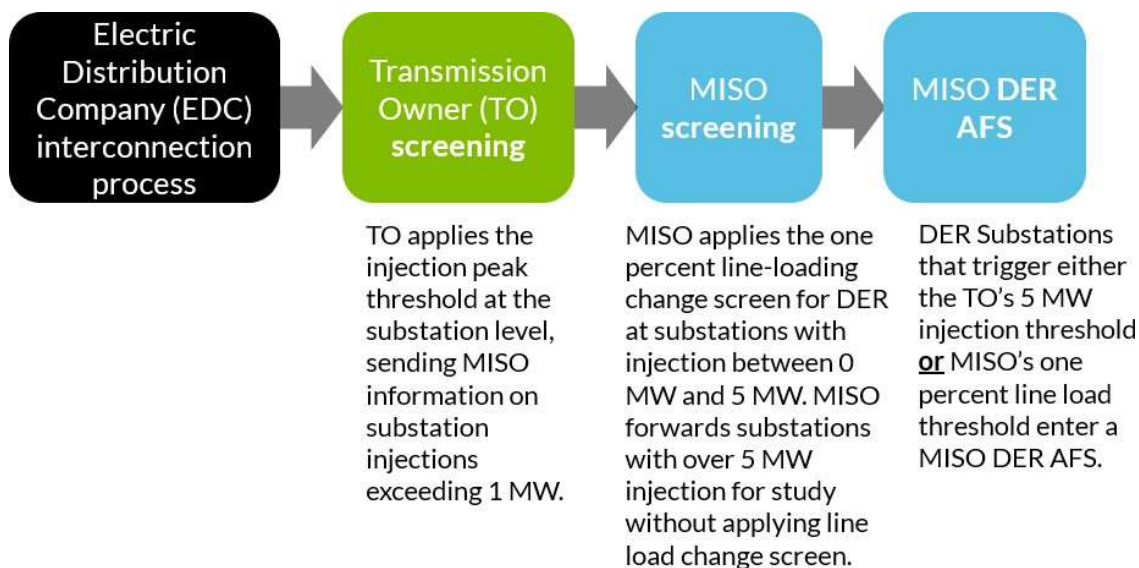 Electric
Distribution
Company (EDC)
interconnection
process
Transmission
Owner (TO)
screening
MISO
screening
MISO DER
AFS
TO applies the
injection peak
threshold at the
substation level,
sending MISO
information on
substation
injections
exceeding 1 MW.
MISO applies the one
percent line-loading
change screen for DER
at substations with
injection between 0
MW and 5 MW. MISO
forwards substations
with over 5 MW
injection for study
without applying line
load change screen.
DER Substations
that trigger either
the TO's 5 MW
injection threshold
or MISO's one
percent line load
threshold enter a
MISO DER AFS.